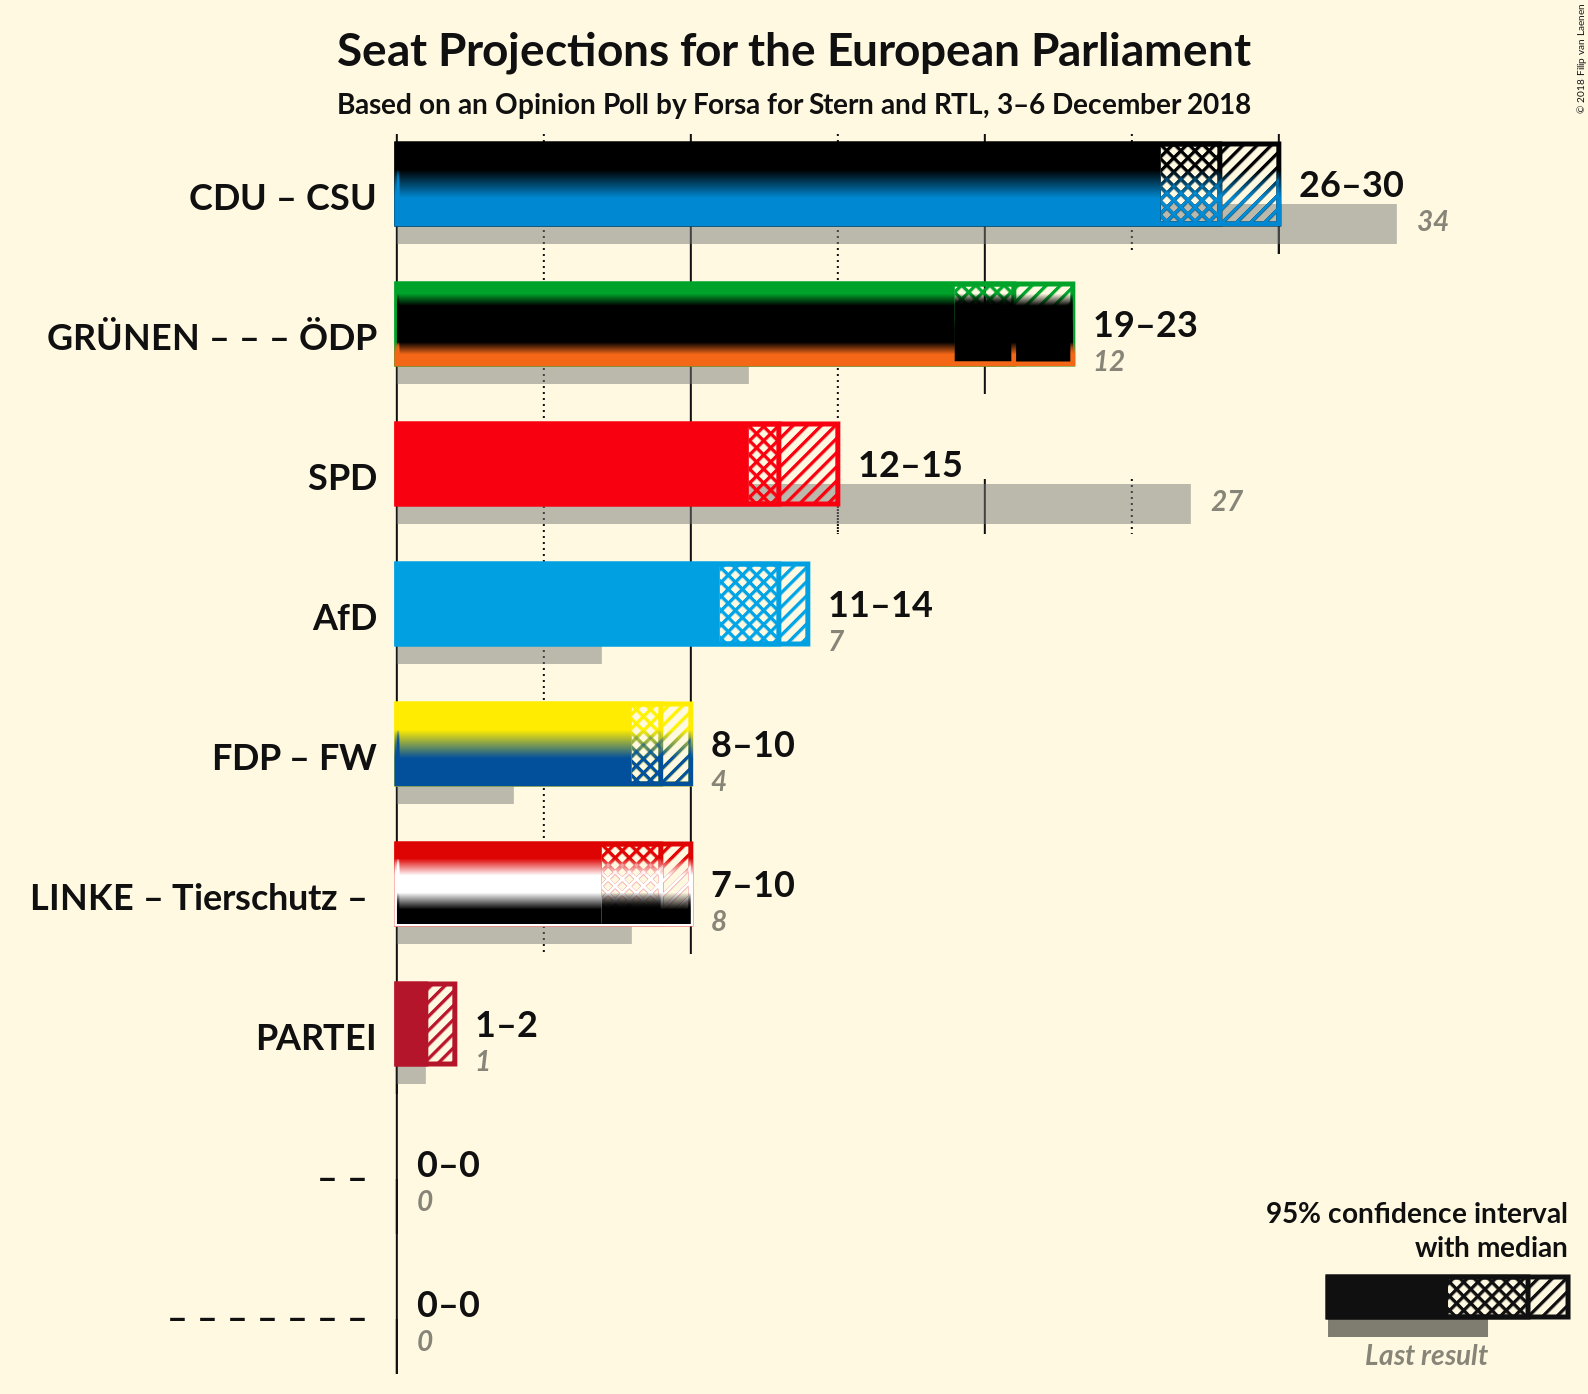 Seat Projections for the European Parliament
Based on an Opinion Poll by Forsa for Stern and RTL, 3–6 December 2018
© 2018 Filip van Laenen
CDU – CSU
26–30
34
GRÜNEN – – – ÖDP
19–23
12
SPD
12–15
27
AfD
11–14
7
FDP – FW
8–10
4
LINKE – Tierschutz –
7–10
8
PARTEI
1–2
1
– –
0–0
0
– – – – – – –
0–0
0
95% confidence interval
with median
Last result